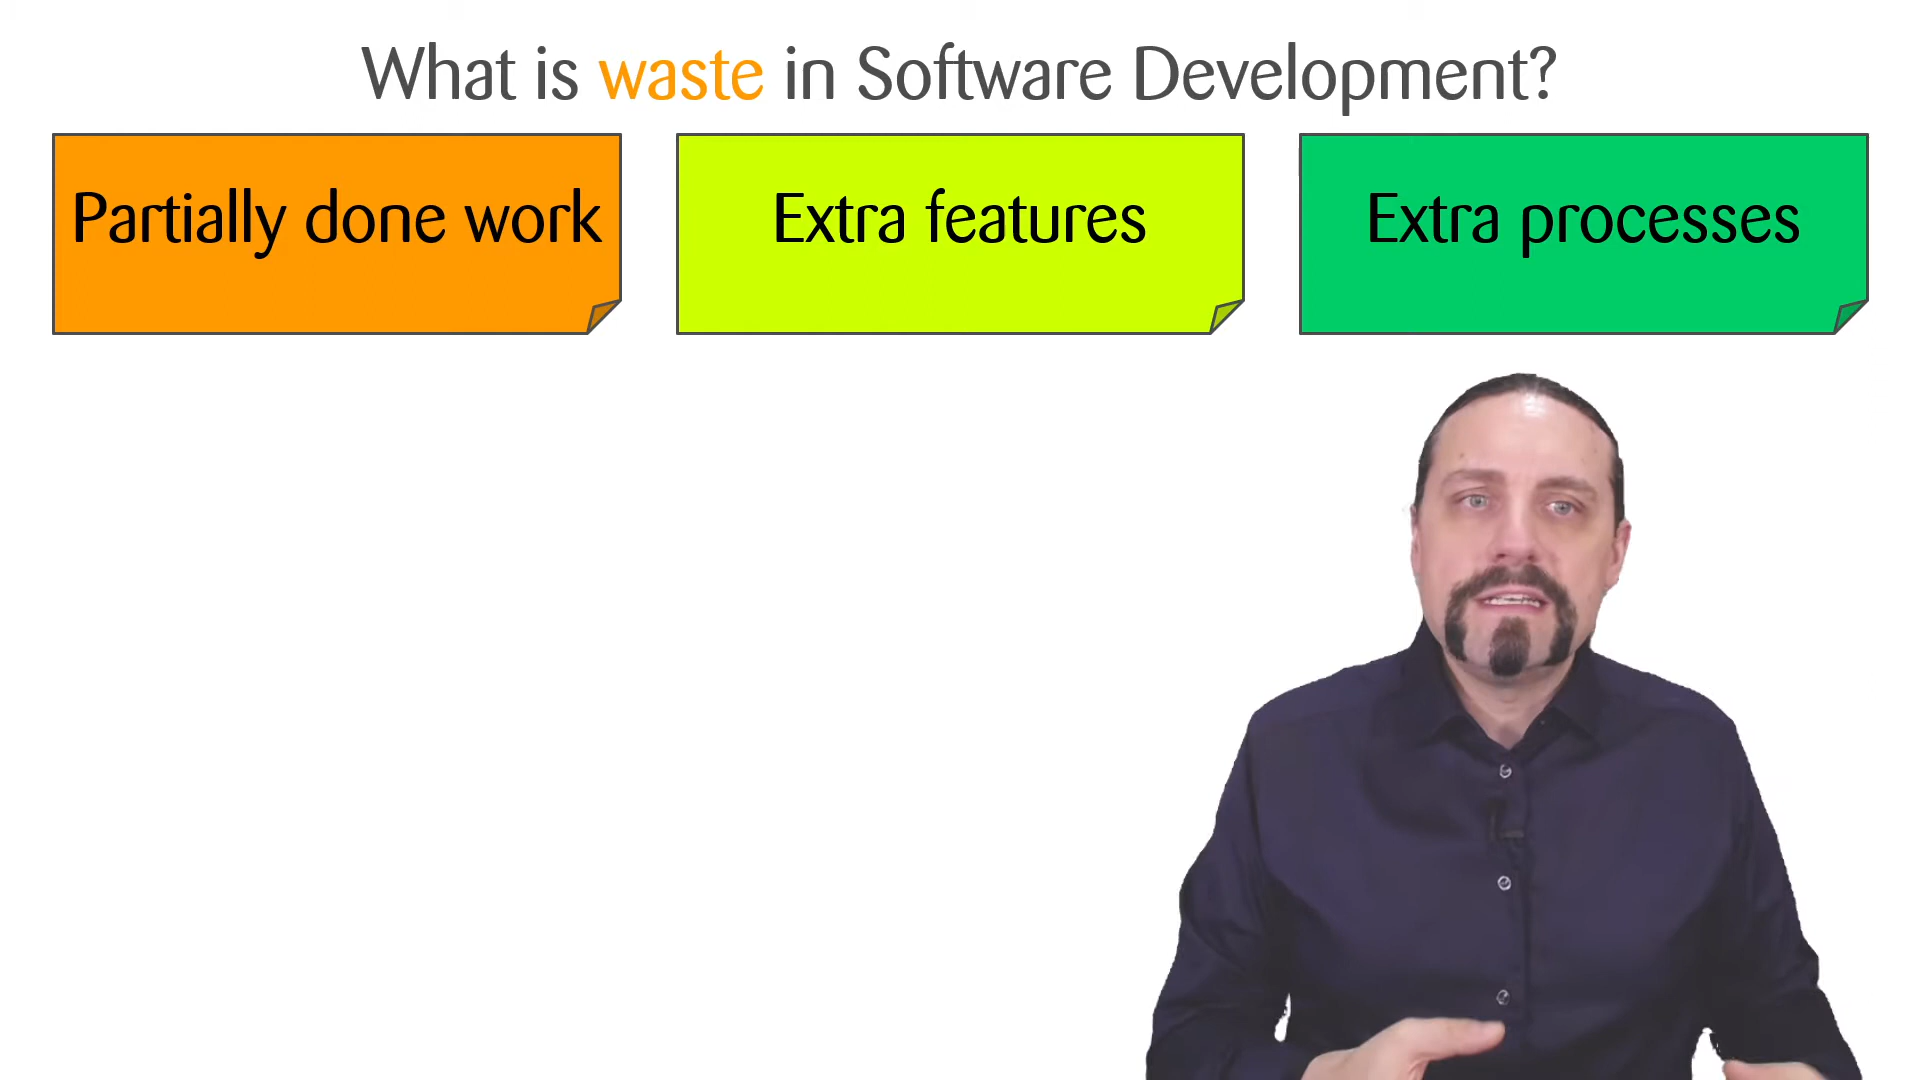 What is waste in Software Development?
Partially done work
Extra features
Extra processes